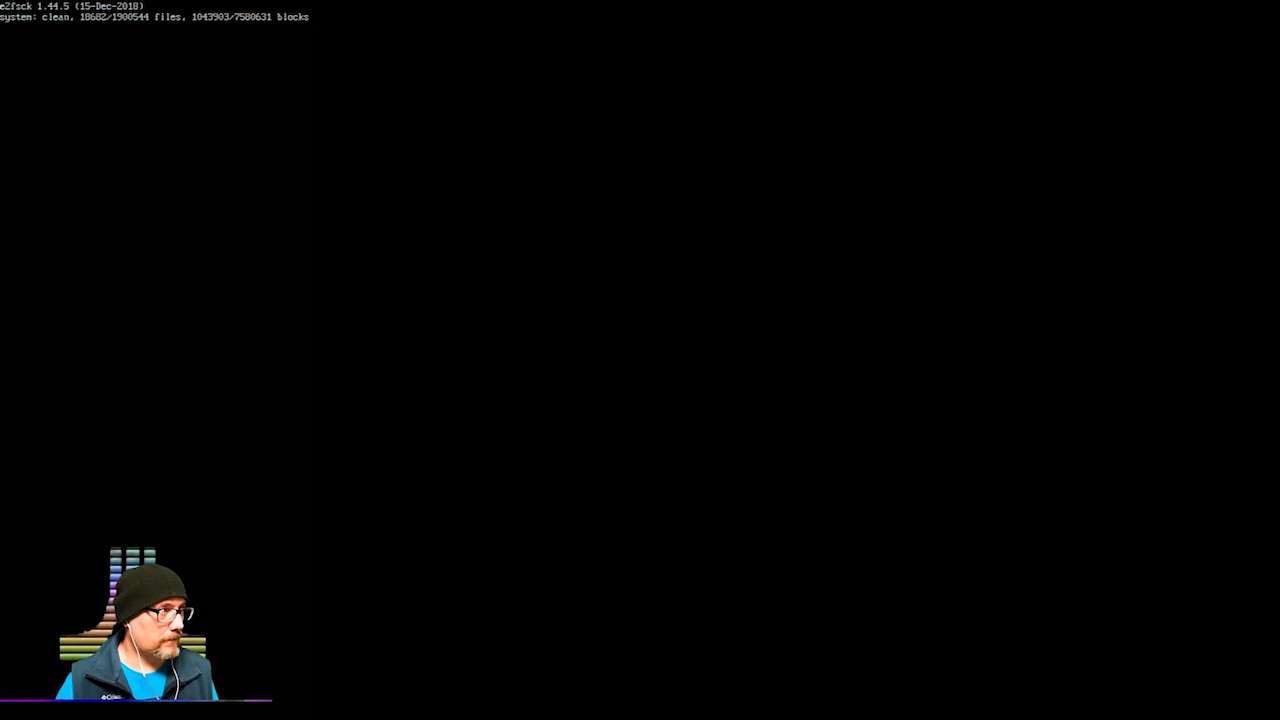 e2fsck 1.44.5 (15-Dec-2018)
system: clean, 18682/1900544 files, 1043903/7580631 blocks